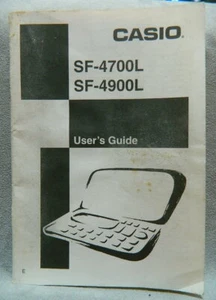 CASIO
SF-4700L
SF-4900L
User's Guide
E